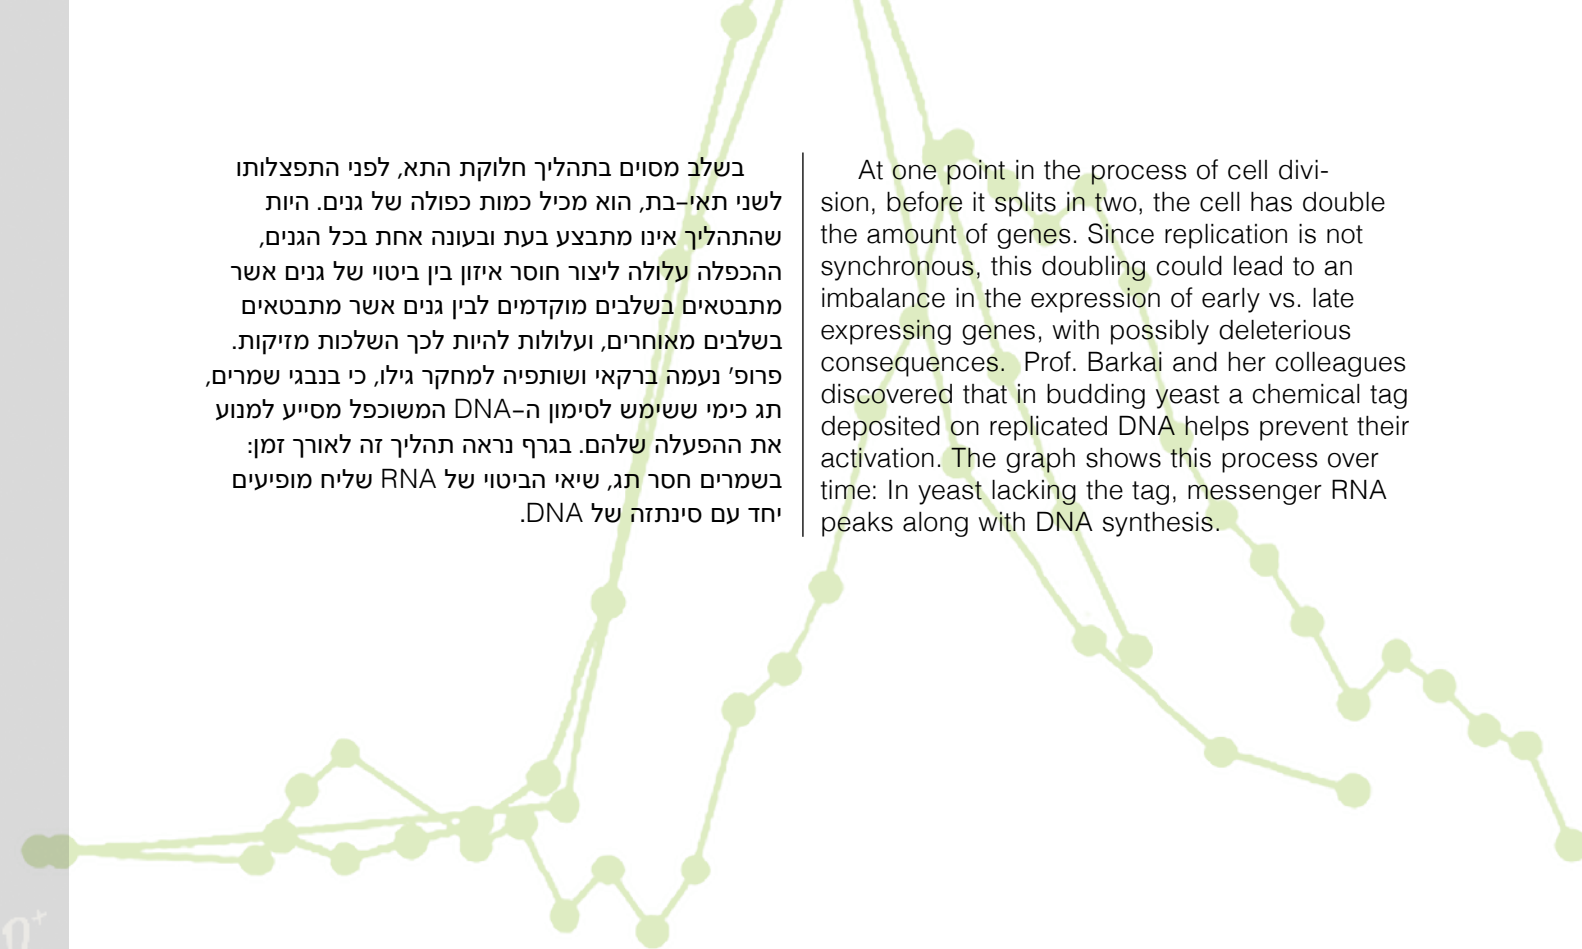 בשלב מסוים בתהליך חלוקת התא, לפני התפצלותו
לשני תאי-בת, הוא מכיל כמות כפולה של גנים. היות
שהתהליך אינו מתבצע בעת ובעונה אחת בכל הגנים,
ההכפלה עלולה ליצור חוסר איזון בין ביטוי של גנים אשר
מתבטאים בשלבים מוקדמים לבין גנים אשר מתבטאים
בשלבים מאוחרים, ועלולות להיות לכך השלכות מזיקות.
פרופ' נעמה ברקאי ושותפיה למחקר גילו, כי בנבגי שמרים,
תג כימי ששימש לסימון ה-DNA המשוכפל מסייע למנוע
את ההפעלה שלהם. בגרף נראה תהליך זה לאורך זמן:
בשמרים חסר תג, שיאי הביטוי של RNA שליח מופיעים
יחד עם סינתזה של DNA.
At one point in the process of cell divi-
sion, before it splits in two, the cell has double
the amount of genes. Since replication is not
synchronous, this doubling could lead to an
imbalance in the expression of early vs. late
expressing genes, with possibly deleterious
consequences.  Prof. Barkai and her colleagues
discovered that in budding yeast a chemical tag
deposited on replicated DNA helps prevent their
activation. The graph shows this process over
time: In yeast lacking the tag, messenger RNA
peaks along with DNA synthesis.